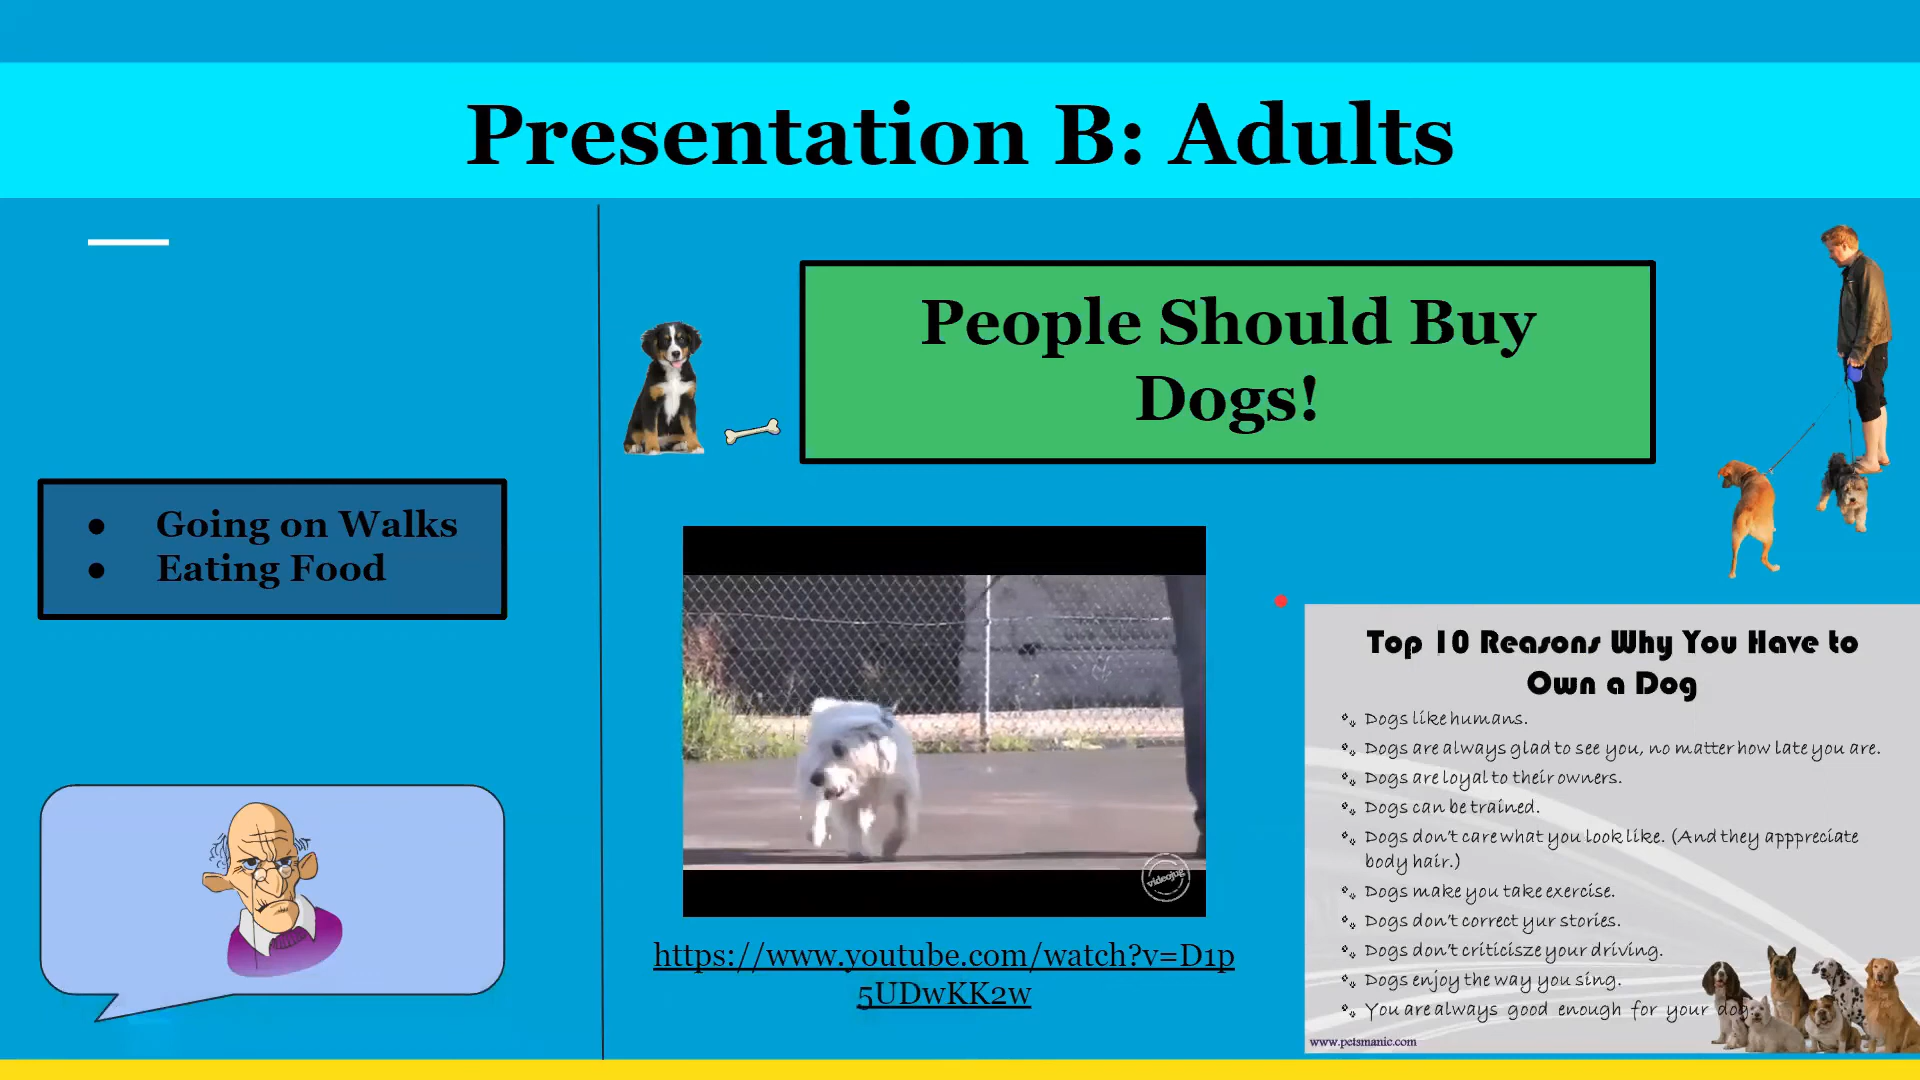 Presentation B: Adults
People Should Buy
Dogs!
Going on Walks
Eating Food
videojug
https://www.youtube.com/watch?v=D1p
5UDwKK2w
Top 10 Reasons Why You Have to
Own a Dog
Dogs like humans.
Dogs are always glad to see you, no matter how late you are.
Dogs are loyal to their owners.
Dogs can be trained.
Dogs don't care what you look like. (And they apppreciate
body hair.)
Dogs make you take exercise.
Dogs don't correct yur stories.
Dogs don't criticisze your driving.
Dogs enjoy the way you sing.
You are always good enough for your dog
www.petsmanic.com